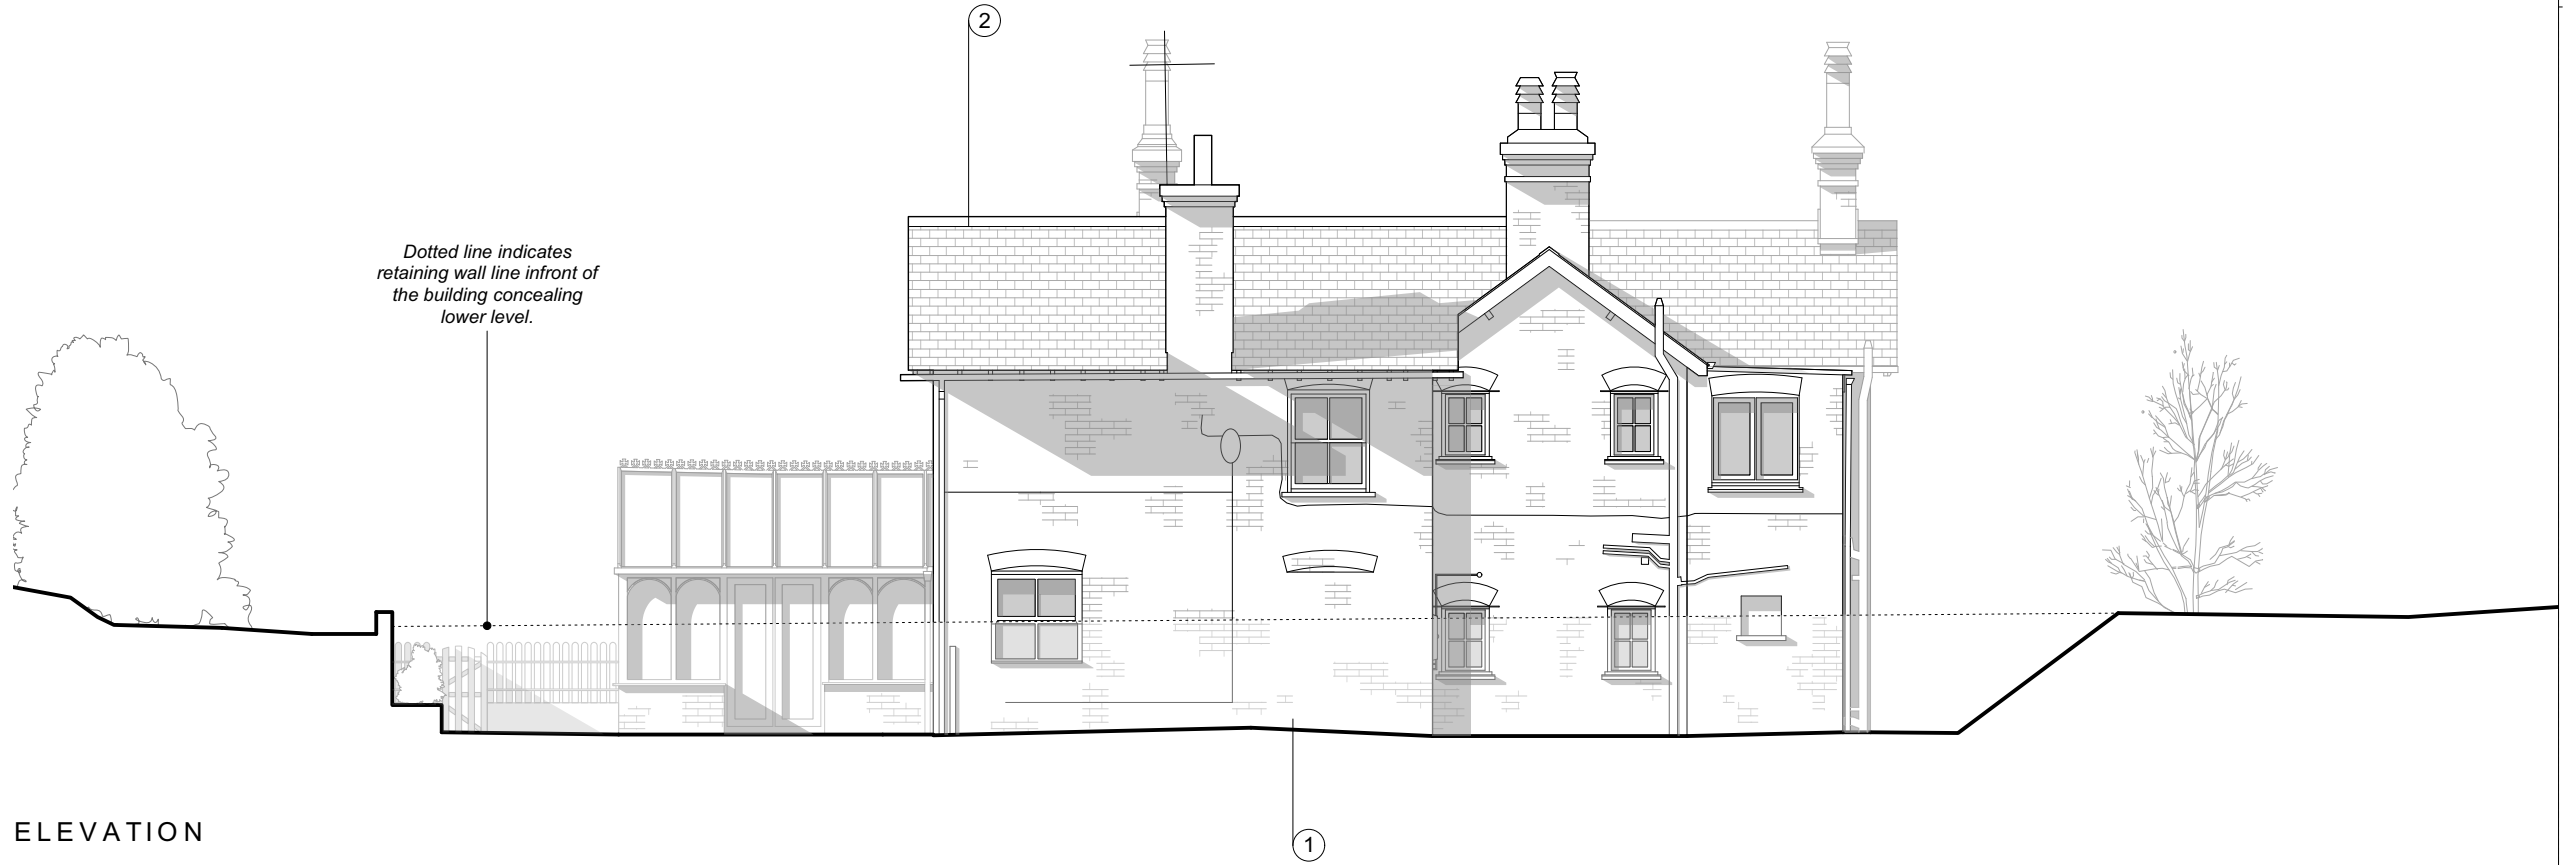 2
Dotted line indicates
retaining wall line infront of
the building concealing
lower level.
ELEVATION
1